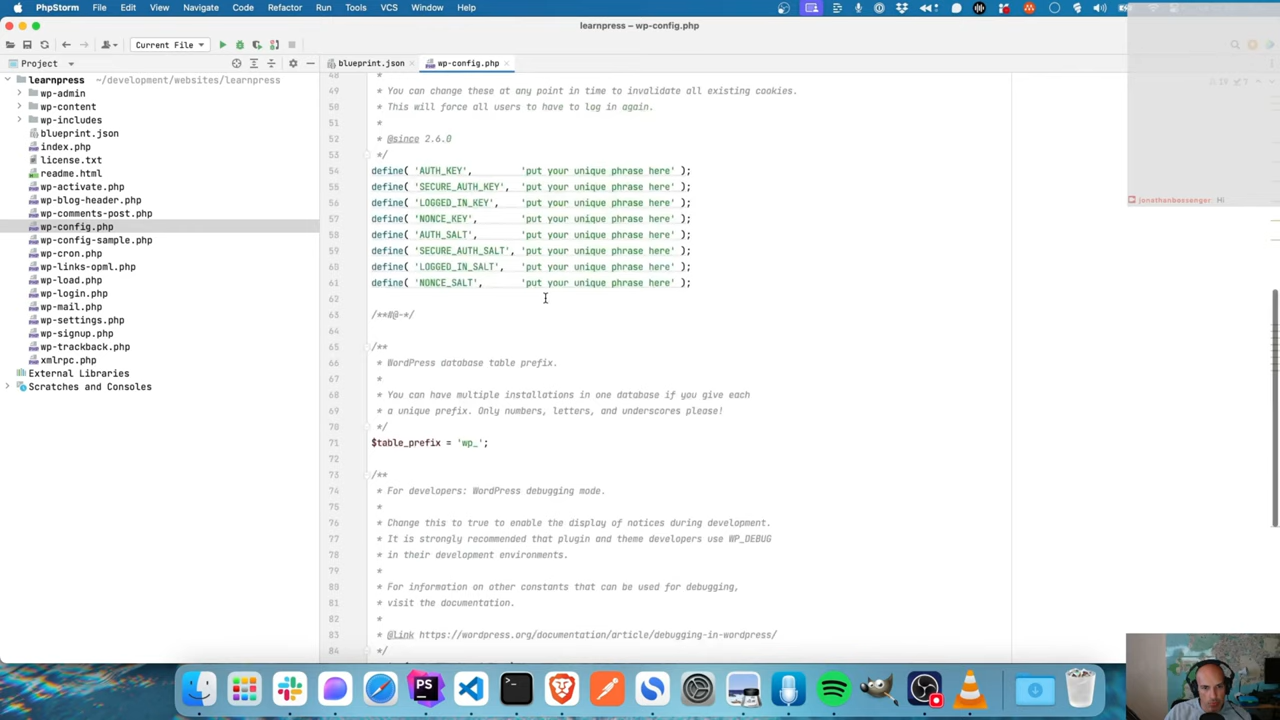 PhpStorm File Edit View Navigate Code Refactor Run Tools VCS Window Help
learnpress – wp-config.php
Current File
Project
blueprint.json
wp-config.php
learnpress ~/development/websites/learnpress
wp-admin
wp-content
wp-includes
blueprint.json
index.php
license.txt
readme.html
wp-activate.php
wp-blog-header.php
wp-comments-post.php
wp-config.php
wp-config-sample.php
wp-cron.php
wp-links-opml.php
wp-load.php
wp-login.php
wp-mail.php
wp-settings.php
wp-signup.php
wp-trackback.php
xmlrpc.php
External Libraries
Scratches and Consoles
48
49 * You can change these at any point in time to invalidate all existing cookies.
50 * This will force all users to have to log in again.
51 *
52 * @since 2.6.0
53 */
54 define( 'AUTH_KEY', 'put your unique phrase here' );
55 define( 'SECURE_AUTH_KEY', 'put your unique phrase here' );
56 define( 'LOGGED_IN_KEY', 'put your unique phrase here' );
57 define( 'NONCE_KEY', 'put your unique phrase here' );
58 define( 'AUTH_SALT', 'put your unique phrase here' );
59 define( 'SECURE_AUTH_SALT', 'put your unique phrase here' );
60 define( 'LOGGED_IN_SALT', 'put your unique phrase here' );
61 define( 'NONCE_SALT', 'put your unique phrase here' );
62
63 /**#@-*/
64
65 /**
66 * WordPress database table prefix.
67 *
68 * You can have multiple installations in one database if you give each
69 * a unique prefix. Only numbers, letters, and underscores please!
70 */
71 $table_prefix = 'wp_';
72
73 /**
74 * For developers: WordPress debugging mode.
75 *
76 * Change this to true to enable the display of notices during development.
77 * It is strongly recommended that plugin and theme developers use WP_DEBUG
78 * in their development environments.
79 *
80 * For information on other constants that can be used for debugging,
81 * visit the documentation.
82 *
83 * @link https://wordpress.org/documentation/article/debugging-in-wordpress/
84 */
jonathanbossenger Hi
PS